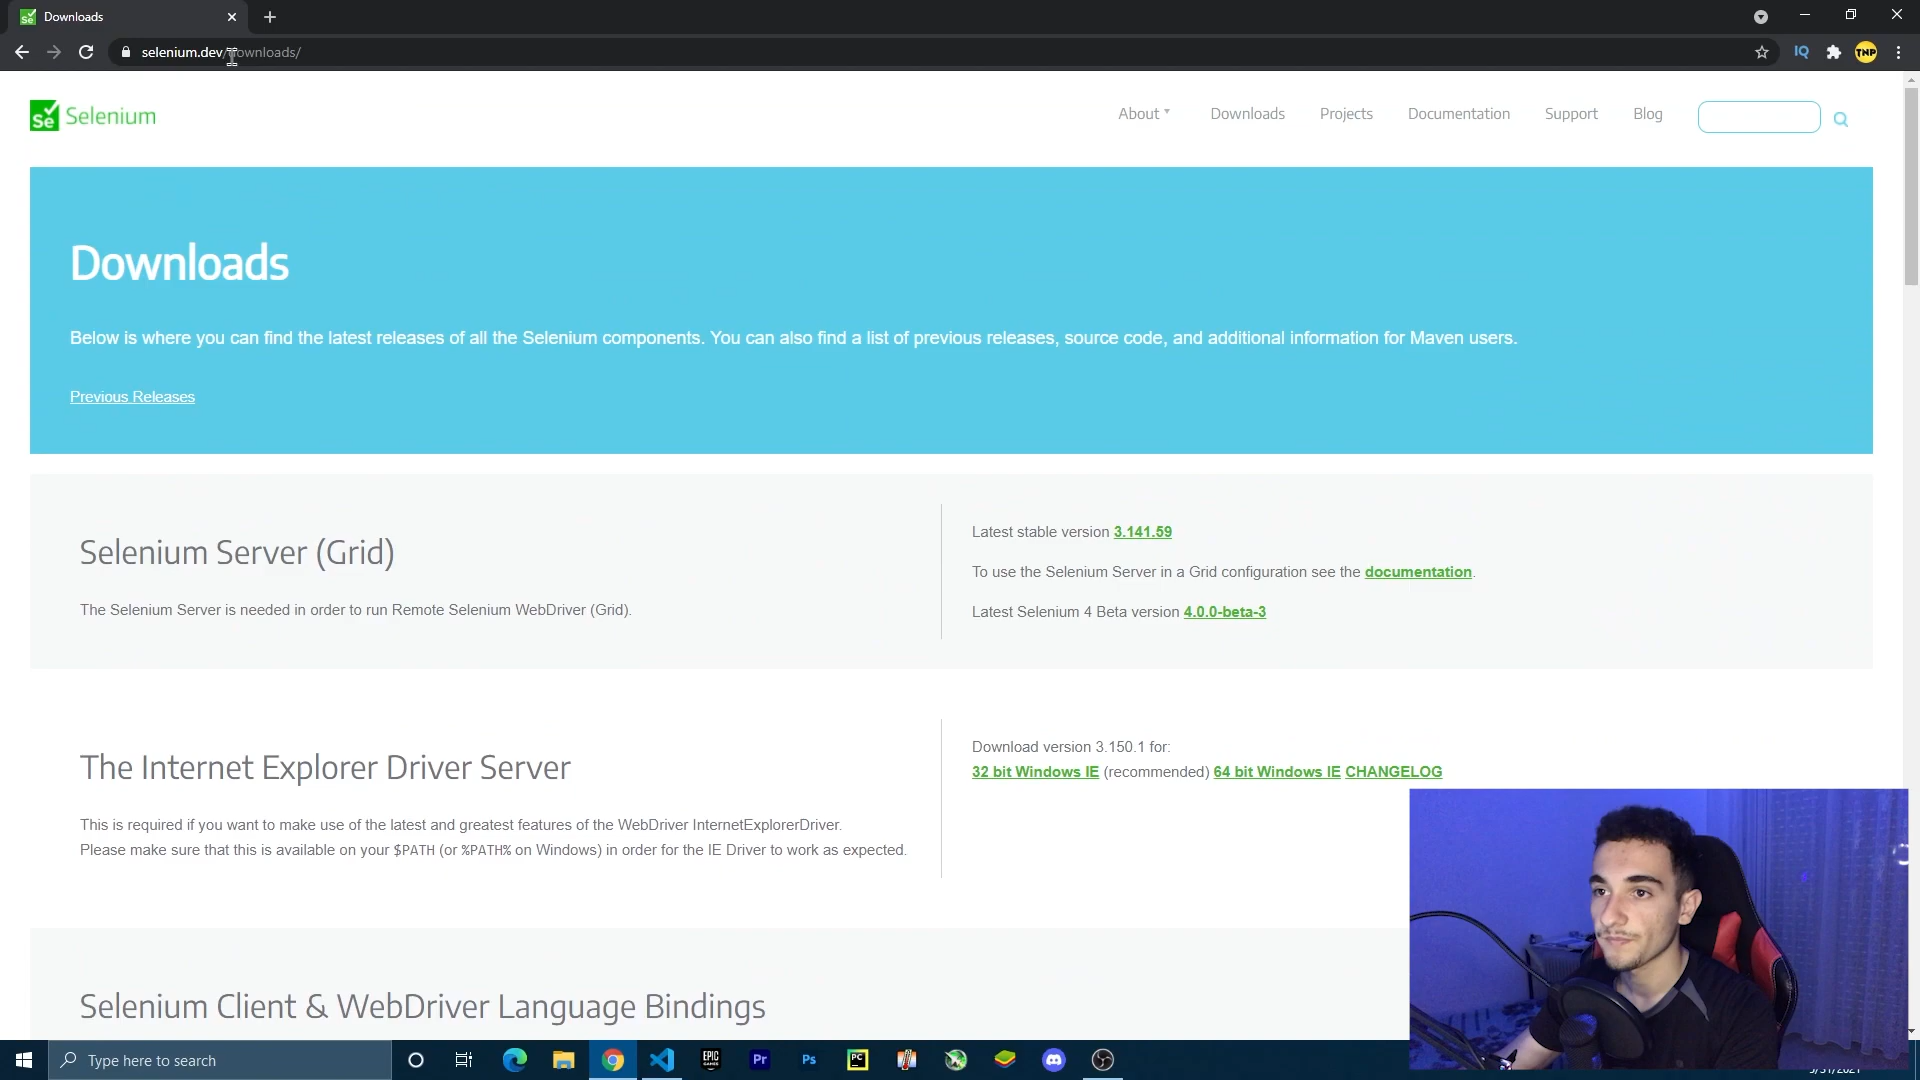 Downloads
selenium.dev/downloads/
IQ
TNP
Se Selenium
About
Downloads
Projects
Documentation
Support
Blog
Downloads
Below is where you can find the latest releases of all the Selenium components. You can also find a list of previous releases, source code, and additional information for Maven users.
Previous Releases
Selenium Server (Grid)
The Selenium Server is needed in order to run Remote Selenium WebDriver (Grid).
Latest stable version 3.141.59
To use the Selenium Server in a Grid configuration see the documentation.
Latest Selenium 4 Beta version 4.0.0-beta-3
The Internet Explorer Driver Server
This is required if you want to make use of the latest and greatest features of the WebDriver InternetExplorerDriver.
Please make sure that this is available on your $PATH (or %PATH% on Windows) in order for the IE Driver to work as expected.
Download version 3.150.1 for:
32 bit Windows IE (recommended) 64 bit Windows IE CHANGELOG
Selenium Client & WebDriver Language Bindings
Type here to search
EPIC
GAMES
Pr
Ps
PC